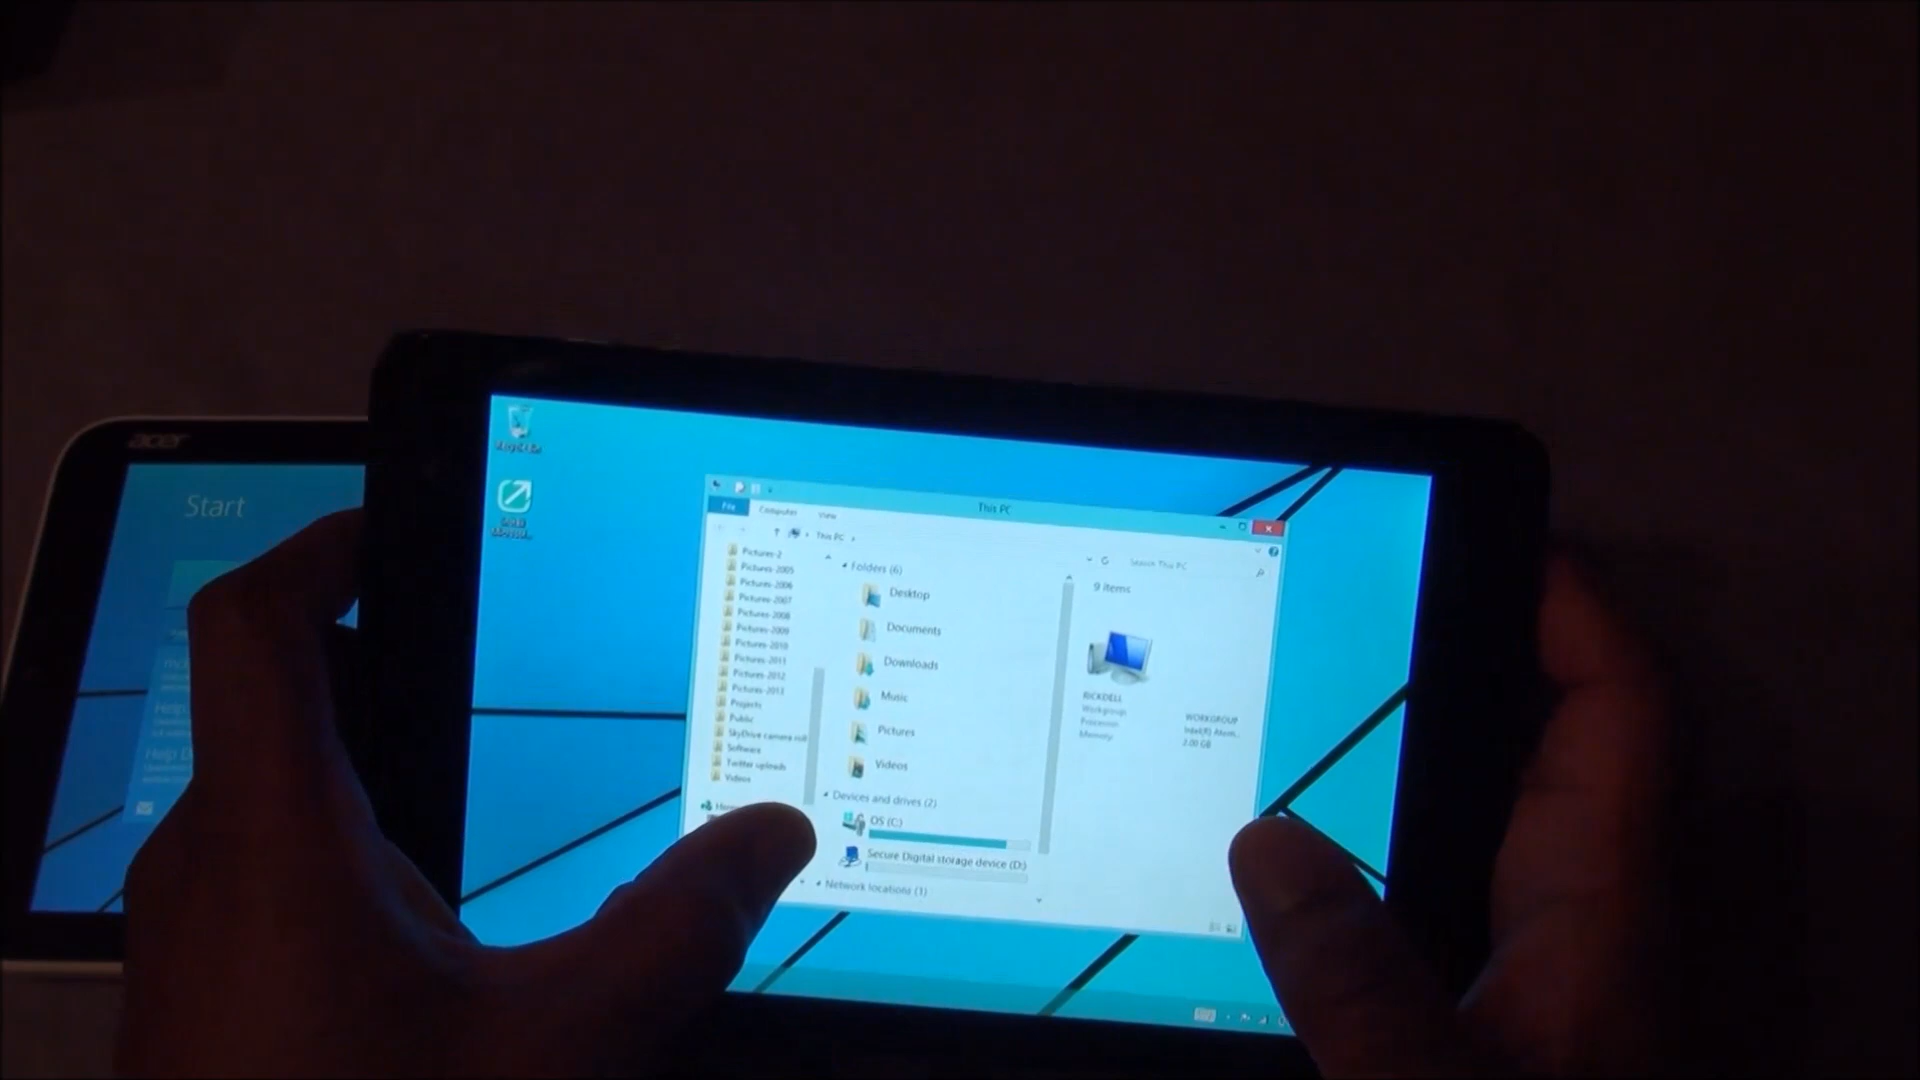 acer
Start
This PC
File
Computer
View
This PC
Search This PC
Pictures-2
Pictures-2005
Pictures-2006
Pictures-2007
Pictures-2008
Pictures-2009
Pictures-2010
Pictures-2011
Pictures-2012
Pictures-2013
Projects
Public
SkyDrive camera roll
Software
Twitter uploads
Videos
Folders (6)
Desktop
Documents
Downloads
Music
Pictures
Videos
Devices and drives (2)
OS (C:)
Secure Digital storage device (D:)
Network locations (1)
9 items
RICKDELL
Workgroup: WORKGROUP
Processor: Intel(R) Atom...
Memory: 2.00 GB
Recycle Bin
Help
Help D